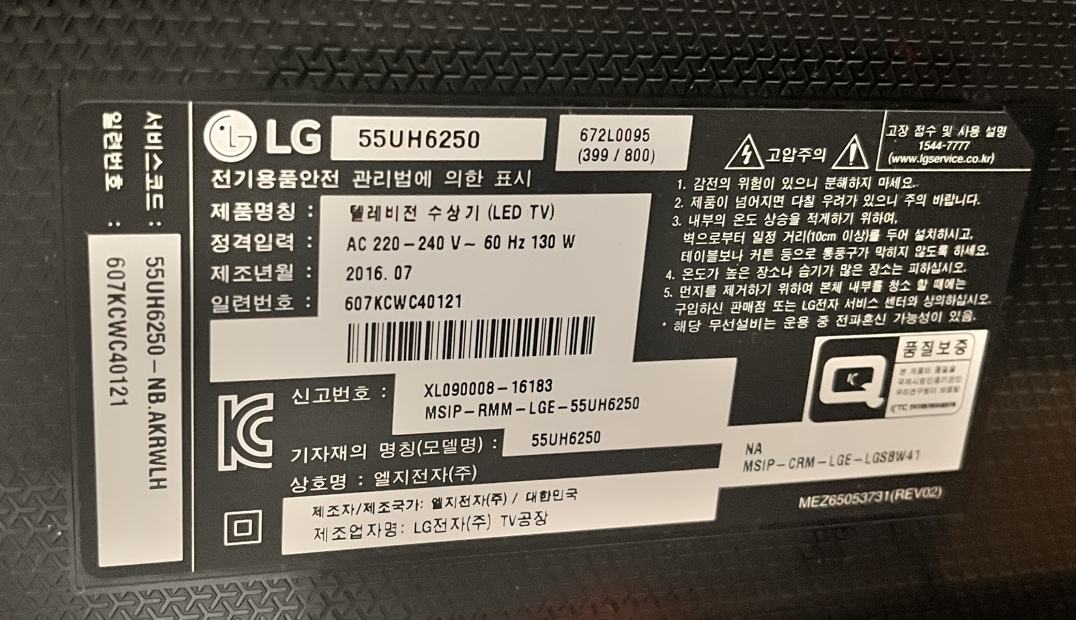 서비스코드 : 55UH6250-NB.AKRWLH
일련번호 : 607KCWC40121
LG 55UH6250
672L0095
(399 / 800)
전기용품안전 관리법에 의한 표시
제품명칭 : 텔레비전 수상기 (LED TV)
정격입력 : AC 220-240 V~ 60 Hz 130 W
제조년월 : 2016. 07
일련번호 : 607KCWC40121
신고번호 : XL090008-16183
MSIP-RMM-LGE-55UH6250
기자재의 명칭(모델명) : 55UH6250
상호명 : 엘지전자(주)
제조자/제조국가: 엘지전자(주) / 대한민국
제조업자명: LG전자(주) TV공장
고압주의
고장 접수 및 사용 설명
1544-7777
(www.lgservice.co.kr)
1. 감전의 위험이 있으니 분해하지 마세요.
2. 제품이 넘어지면 다칠 우려가 있으니 주의 바랍니다.
3. 내부의 온도 상승을 적게하기 위하여,
벽으로부터 일정 거리(10cm 이상)를 두어 설치하시고,
테이블보나 커튼 등으로 통풍구가 막히지 않도록 하세요.
4. 온도가 높은 장소나 습기가 많은 장소는 피하십시오.
5. 먼지를 제거하기 위하여 본체 내부를 청소 할 때에는
구입하신 판매점 또는 LG전자 서비스 센터와 상의하십시오.
* 해당 무선설비는 운용 중 전파혼신 가능성이 있음.
품질보증
NA
MSIP-CRM-LGE-LGSBW41
MEZ65053731(REV02)